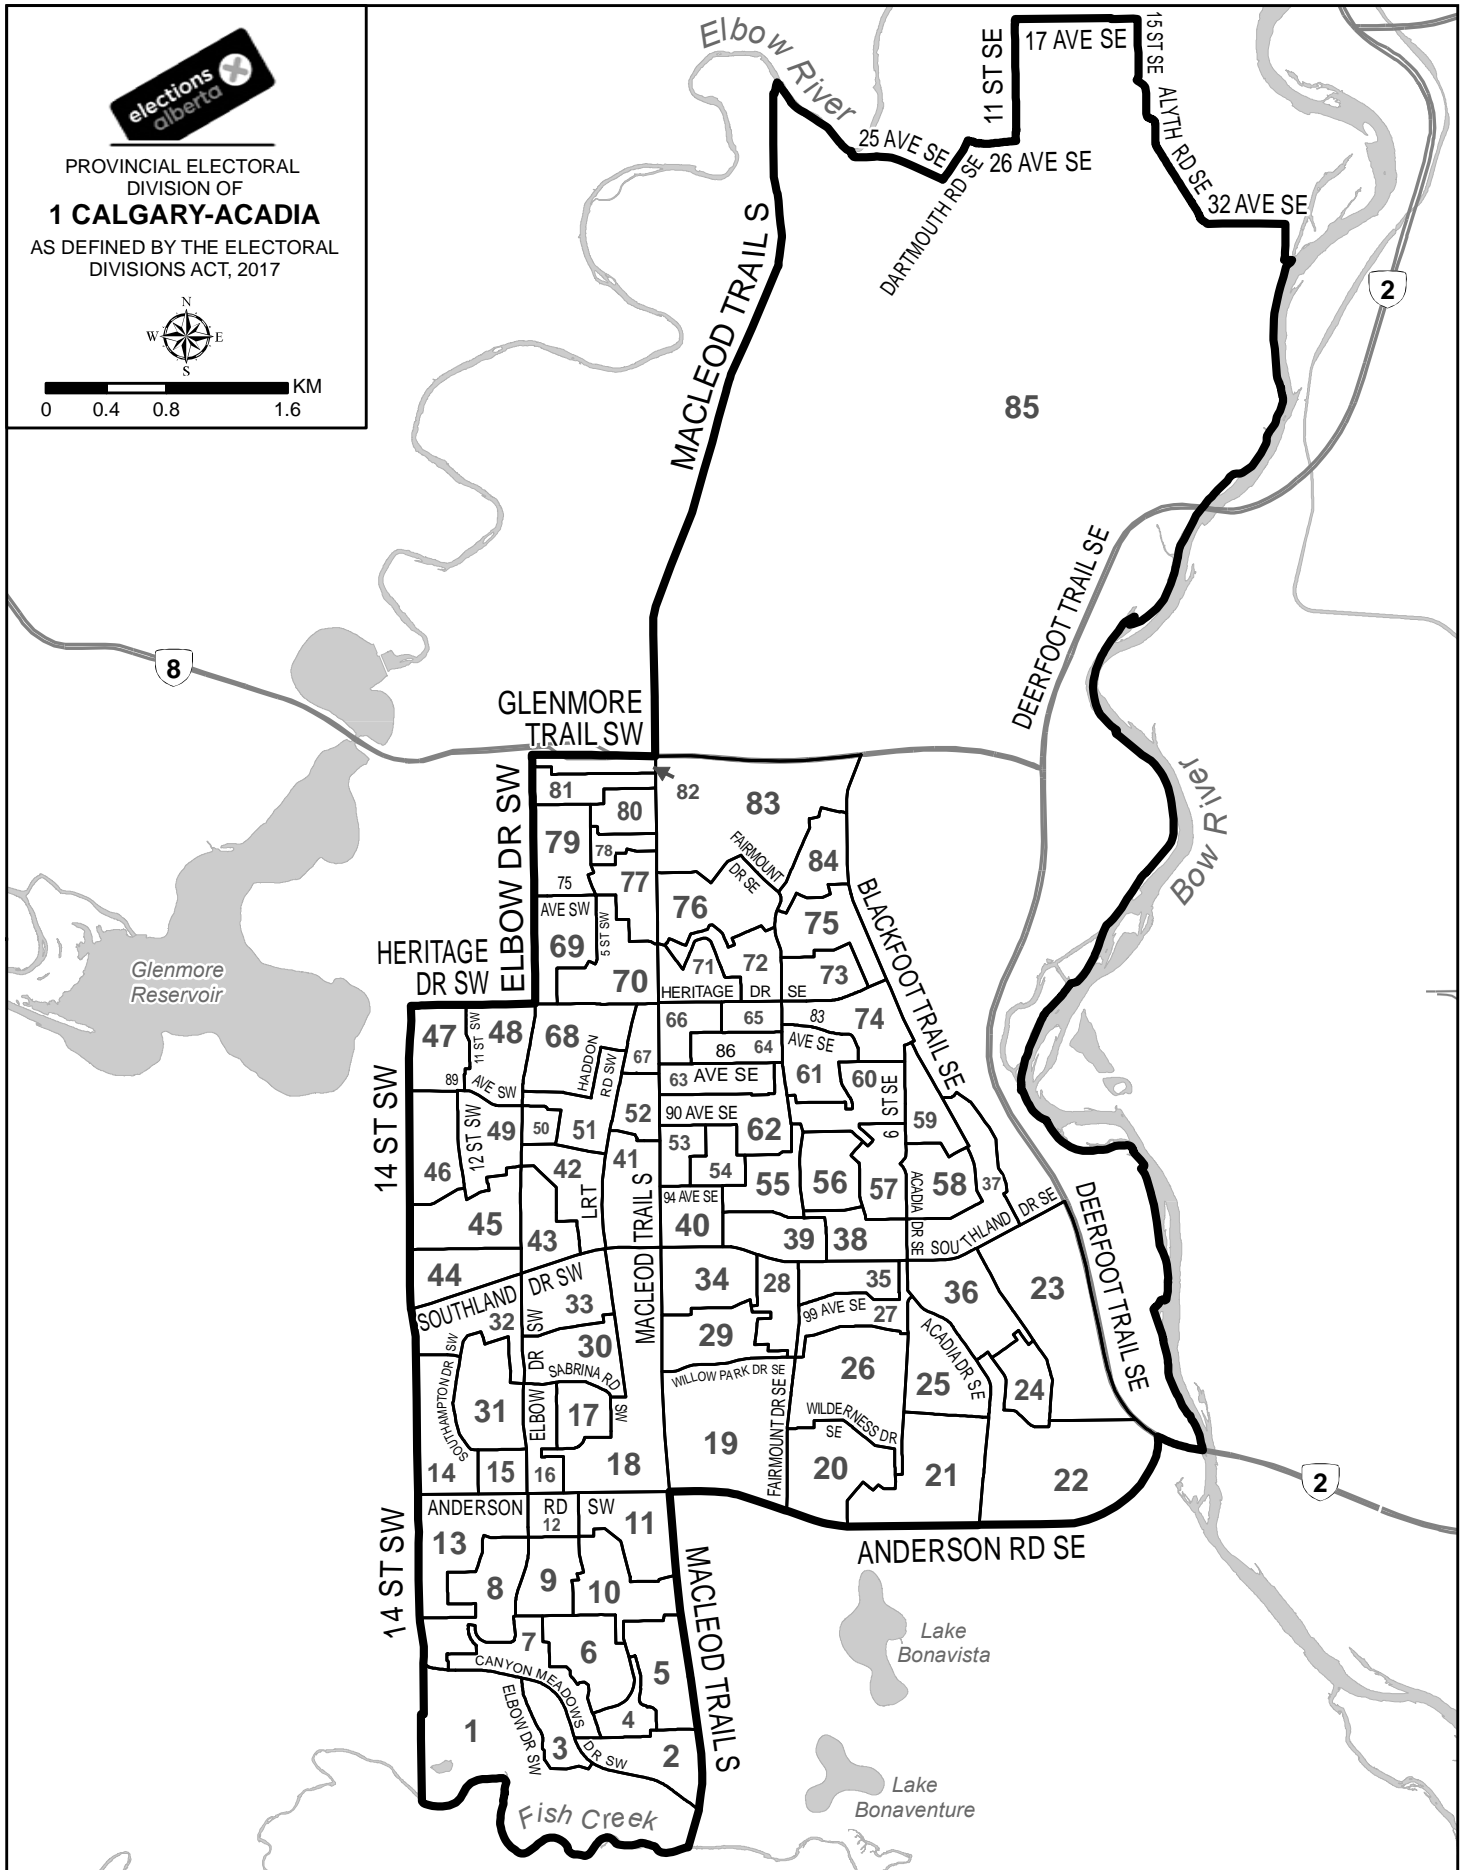 elections
alberta
PROVINCIAL ELECTORAL
DIVISION OF
1 CALGARY-ACADIA
AS DEFINED BY THE ELECTORAL
DIVISIONS ACT, 2017
N
W E
S
KM
0 0.4 0.8 1.6
Elbow River
11 ST SE
17 AVE SE
15 ST SE
ALYTH RD SE
25 AVE SE
26 AVE SE
DARTMOUTH RD SE
32 AVE SE
MACLEOD TRAIL S
2
85
DEERFOOT TRAIL SE
8
GLENMORE
TRAIL SW
ELBOW DR SW
81
82
83
80
79
78
77
75
AVE SW
FAIRMOUNT
DR SE
84
76
75
BLACKFOOT TRAIL SE
Bow River
69
5 ST SW
70
71
72
73
HERITAGE
DR SW
HERITAGE DR SE
Glenmore
Reservoir
47
11 ST SW
48
68
HADDON
RD SW
67
66
65
83
AVE SE
74
86
64
89
AVE SW
63 AVE SE
61
60
6 ST SE
59
14 ST SW
46
12 ST SW
49
50
51
52
90 AVE SE
53
62
54
41
42
LRT
MACLEOD TRAIL S
55
56
57
ACADIA DR SE
58
37
94 AVE SE
45
43
40
39
38
SOUTHLAND DR SE
DEERFOOT TRAIL SE
44
SOUTHLAND DR SW
32
33
34
28
35
36
23
99 AVE SE
27
29
30
SABRINA RD
SW
WILLOW PARK DR SE
ELBOW DR SW
SOUTHAMPTON DR SW
31
17
26
ACADIA DR SE
25
24
FAIRMOUNT DR SE
WILDERNESS DR
SE
14
15
16
18
19
20
21
22
2
ANDERSON RD SW
12
11
13
ANDERSON RD SE
14 ST SW
8
9
10
MACLEOD TRAIL S
7
6
5
CANYON MEADOWS
DR SW
ELBOW DR SW
1
3
4
2
Fish Creek
Lake
Bonavista
Lake
Bonaventure